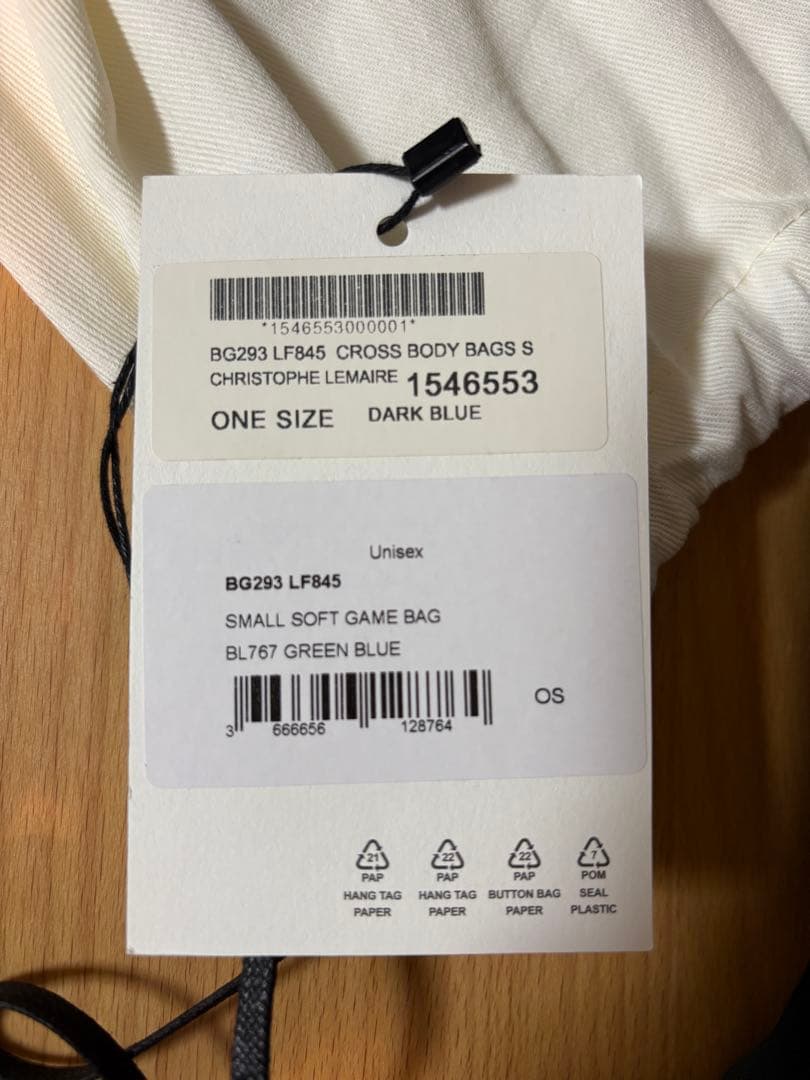 *1546553000001*
BG293 LF845 CROSS BODY BAGS S
CHRISTOPHE LEMAIRE 1546553
ONE SIZE DARK BLUE
Unisex
BG293 LF845
SMALL SOFT GAME BAG
BL767 GREEN BLUE
OS
3 666656 128764
21 22 22 7
PAP PAP PAP POM
HANG TAG HANG TAG BUTTON BAG SEAL
PAPER PAPER PAPER PLASTIC